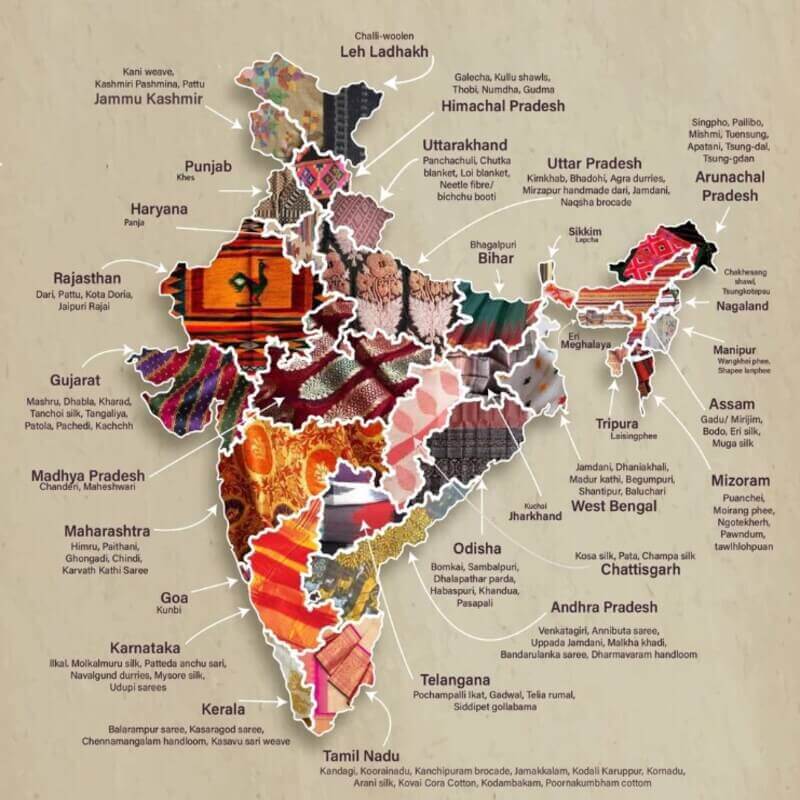 Challi-woolen
Leh Ladhakh
Kani weave,
Kashmiri Pashmina, Pattu
Jammu Kashmir
Galecha, Kullu shawls,
Thobi, Numdha, Gudma
Himachal Pradesh
Singpho, Pailibo,
Mishmi, Tuensung,
Apatani, Tsung-dal,
Tsung-gdan
Arunachal
Pradesh
Uttarakhand
Panchachuli, Chutka
blanket, Loi blanket,
Neetle fibre/
bichchu booti
Uttar Pradesh
Kimkhab, Bhadohi, Agra durries,
Mirzapur handmade dari, Jamdani,
Naqsha brocade
Punjab
Khes
Haryana
Panja
Sikkim
Lepcha
Bhagalpuri
Bihar
Rajasthan
Dari, Pattu, Kota Doria,
Jaipuri Rajai
Chakhesang
shawl,
Tsungkotepsu
Nagaland
Eri
Meghalaya
Manipur
Wangkhei phee,
Shapee lanphee
Gujarat
Mashru, Dhabla, Kharad,
Tanchoi silk, Tangaliya,
Patola, Pachedi, Kachchh
Assam
Gadu/ Mirijim,
Bodo, Eri silk,
Muga silk
Tripura
Laisingphee
Madhya Pradesh
Chanderi, Maheshwari
Jamdani, Dhaniakhali,
Madur kathi, Begumpuri,
Shantipur, Baluchari
West Bengal
Mizoram
Puanchei,
Moirang phee,
Ngotekherh,
Pawndum,
tawlhlohpuan
Kuchai
Jharkhand
Maharashtra
Himru, Paithani,
Ghongadi, Chindi,
Karvath Kathi Saree
Odisha
Bomkai, Sambalpuri,
Dhalapathar parda,
Habaspuri, Khandua,
Pasapali
Kosa silk, Pata, Champa silk
Chattisgarh
Goa
Kunbi
Andhra Pradesh
Venkatagiri, Annibuta saree,
Uppada Jamdani, Malkha khadi,
Bandarulanka saree, Dharmavaram handloom
Karnataka
Ilkal, Molkalmuru silk, Patteda anchu sari,
Navalgund durries, Mysore silk,
Udupi sarees
Telangana
Pochampalli Ikat, Gadwal, Telia rumal,
Siddipet gollabama
Kerala
Balarampur saree, Kasaragod saree,
Chennamangalam handloom, Kasavu sari weave
Tamil Nadu
Kandagi, Koorainadu, Kanchipuram brocade, Jamakkalam, Kodali Karuppur, Kornadu,
Arani silk, Kovai Cora Cotton, Kodambakam, Poornakumbham cottom